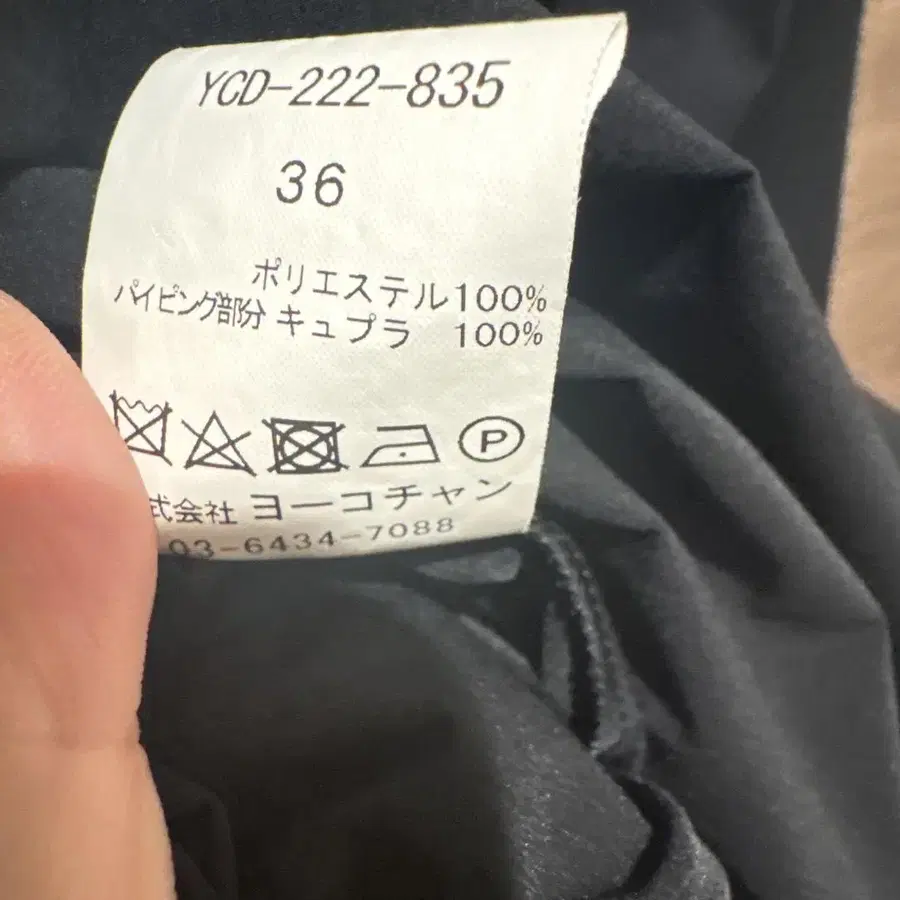 YCD-222-835
36
ポリエステル100%
パイピング部分 キュプラ 100%
P
式会社 ヨーコチャン
03-6434-7088